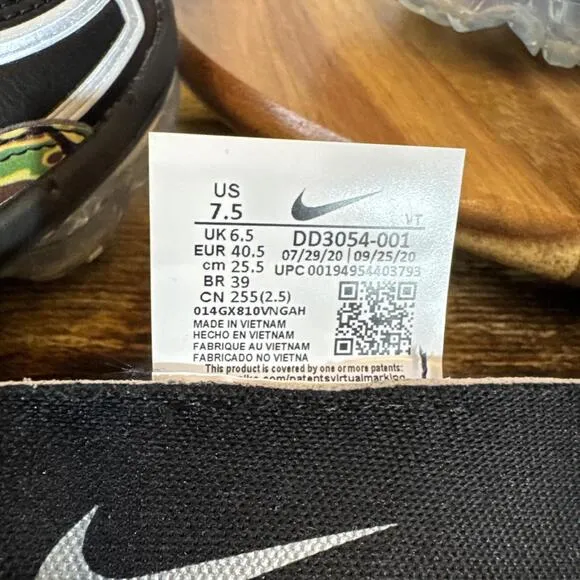 US
7.5
VT
UK 6.5
DD3054-001
EUR 40.5
07/29/20 | 09/25/20
cm 25.5
UPC 00194954403793
BR 39
CN 255(2.5)
014GX810VNGAH
MADE IN VIETNAM
HECHO EN VIETNAM
FABRIQUE AU VIETNAM
FABRICADO NO VIETNA
This product is covered by one or more patents: